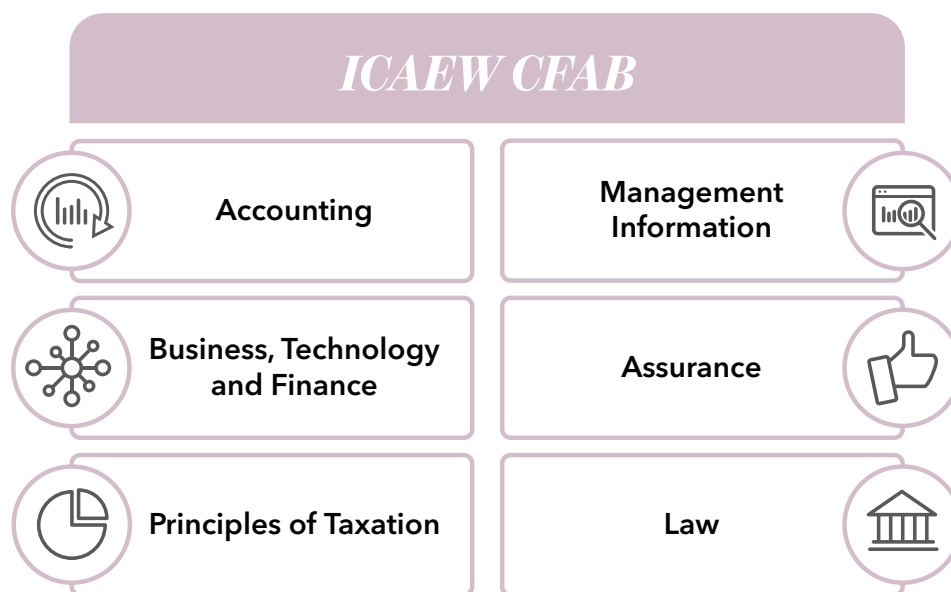 ICAEW CFAB
Accounting
Management
Information
Business, Technology
and Finance
Assurance
Principles of Taxation
Law